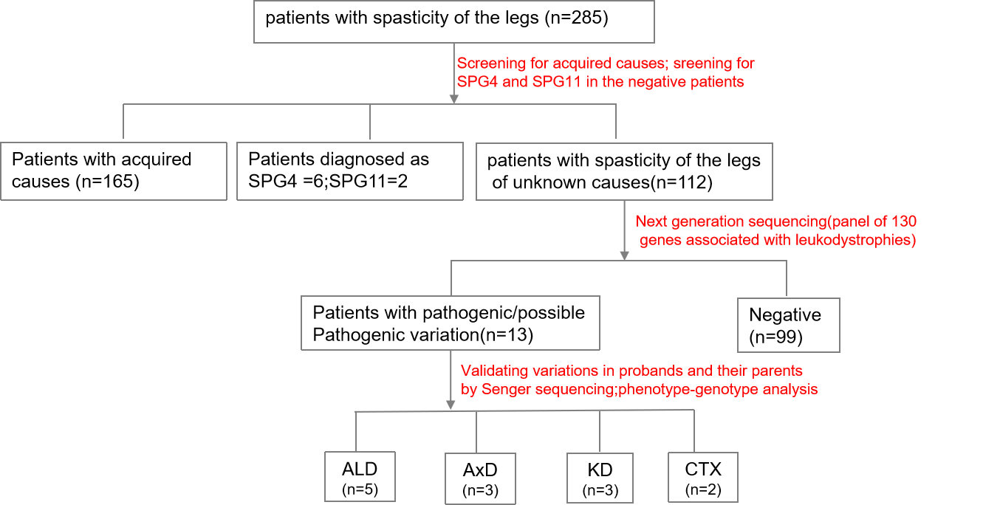 patients with spasticity of the legs (n=285)
Screening for acquired causes; sreening for
SPG4 and SPG11 in the negative patients
Patients with acquired
causes (n=165)
Patients diagnosed as
SPG4 =6;SPG11=2
patients with spasticity of the legs
of unknown causes(n=112)
Next generation sequencing(panel of 130
genes associated with leukodystrophies)
Patients with pathogenic/possible
Pathogenic variation(n=13)
Negative
(n=99)
Validating variations in probands and their parents
by Senger sequencing;phenotype-genotype analysis
ALD
(n=5)
AxD
(n=3)
KD
(n=3)
CTX
(n=2)